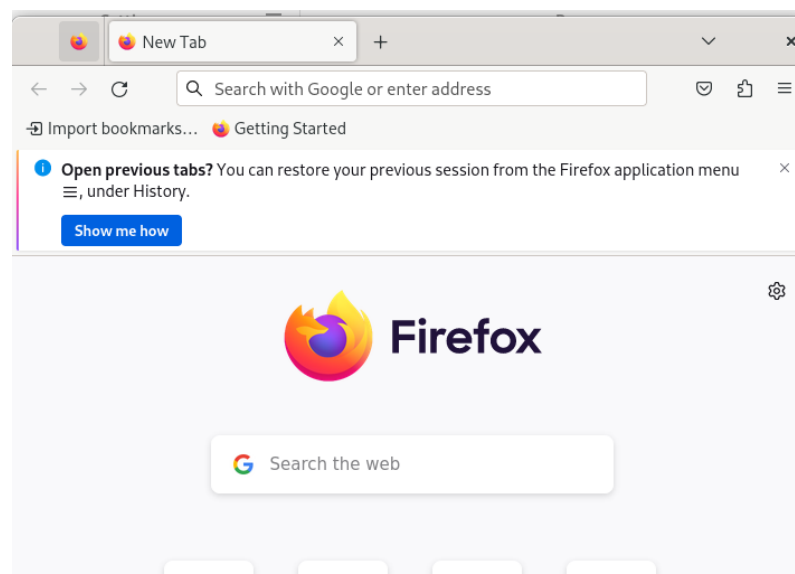 New Tab
Search with Google or enter address
Import bookmarks...
Getting Started
Open previous tabs? You can restore your previous session from the Firefox application menu
, under History.
Show me how
Firefox
Search the web